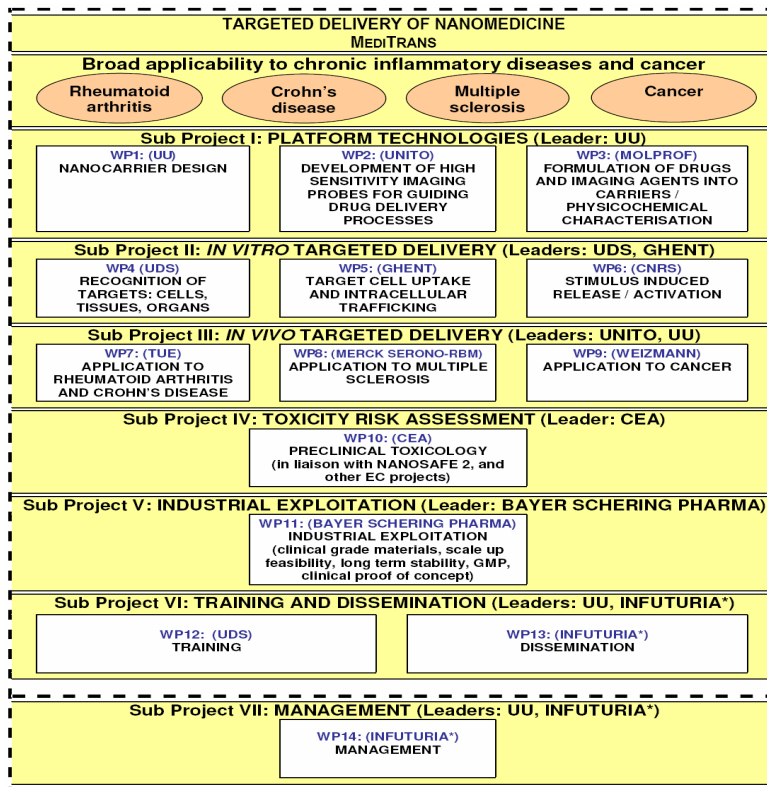 TARGETED DELIVERY OF NANOMEDICINE
MEDITRANS
Broad applicability to chronic inflammatory diseases and cancer
Rheumatoid
arthritis
Crohn's
disease
Multiple
sclerosis
Cancer
Sub Project I: PLATFORM TECHNOLOGIES (Leader: UU)
WP1: (UU)
NANOCARRIER DESIGN
WP2: (UNITO)
DEVELOPMENT OF HIGH
SENSITIVITY IMAGING
PROBES FOR GUIDING
DRUG DELIVERY
PROCESSES
WP3: (MOLPROF)
FORMULATION OF DRUGS
AND IMAGING AGENTS INTO
CARRIERS /
PHYSICOCHEMICAL
CHARACTERISATION
Sub Project II: IN VITRO TARGETED DELIVERY (Leaders: UDS, GHENT)
WP4 (UDS)
RECOGNITION OF
TARGETS: CELLS,
TISSUES, ORGANS
WP5: (GHENT)
TARGET CELL UPTAKE
AND INTRACELLULAR
TRAFFICKING
WP6: (CNRS)
STIMULUS INDUCED
RELEASE / ACTIVATION
Sub Project III: IN VIVO TARGETED DELIVERY (Leaders: UNITO, UU)
WP7: (TUE)
APPLICATION TO
RHEUMATOID ARTHRITIS
AND CROHN'S DISEASE
WP8: (MERCK SERONO-RBM)
APPLICATION TO MULTIPLE
SCLEROSIS
WP9: (WEIZMANN)
APPLICATION TO CANCER
Sub Project IV: TOXICITY RISK ASSESSMENT (Leader: CEA)
WP10: (CEA)
PRECLINICAL TOXICOLOGY
(in liaison with NANOSAFE 2, and
other EC projects)
Sub Project V: INDUSTRIAL EXPLOITATION (Leader: BAYER SCHERING PHARMA)
WP11: (BAYER SCHERING PHARMA)
INDUSTRIAL EXPLOITATION
(clinical grade materials, scale up
feasibility, long term stability, GMP,
clinical proof of concept)
Sub Project VI: TRAINING AND DISSEMINATION (Leaders: UU, INFUTURIA*)
WP12: (UDS)
TRAINING
WP13: (INFUTURIA*)
DISSEMINATION
Sub Project VII: MANAGEMENT (Leaders: UU, INFUTURIA*)
WP14: (INFUTURIA*)
MANAGEMENT